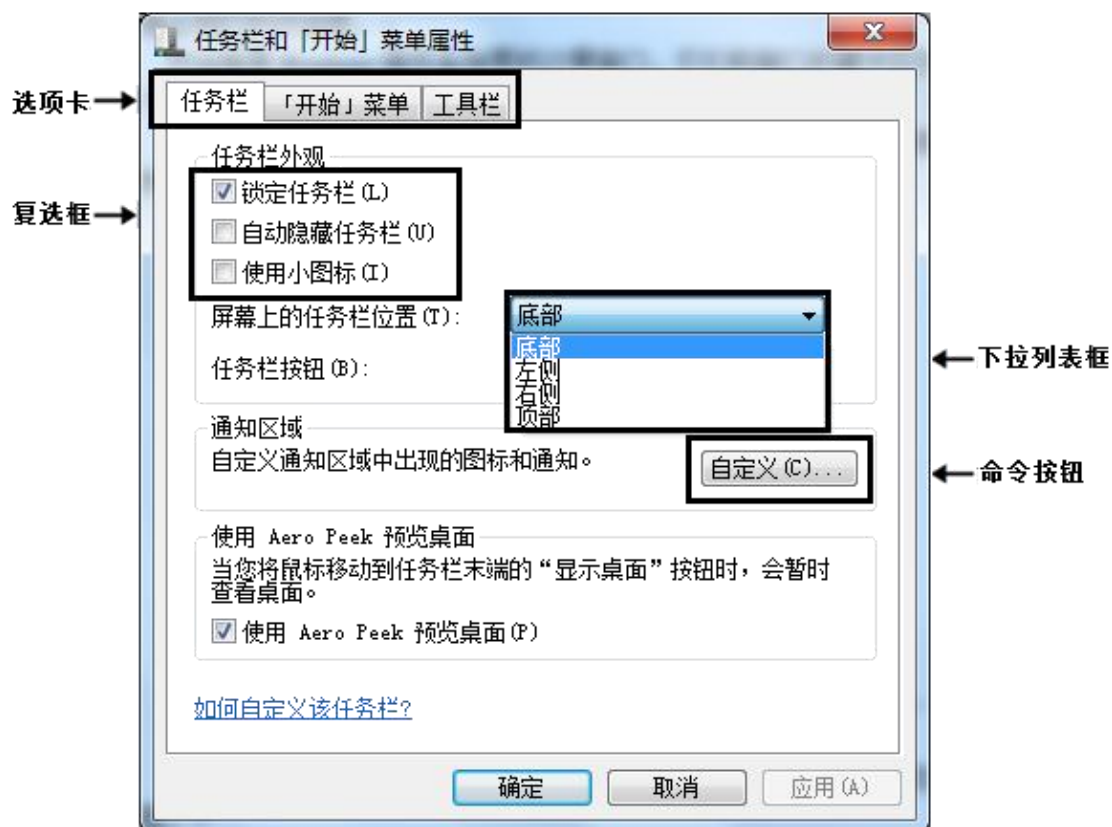 任务栏和「开始」菜单属性
选项卡
任务栏 「开始」菜单 工具栏
任务栏外观
复选框
锁定任务栏(L)
自动隐藏任务栏(U)
使用小图标(I)
屏幕上的任务栏位置(T): 底部
底部
左侧
右侧
顶部
下拉列表框
任务栏按钮(B):
通知区域
自定义通知区域中出现的图标和通知。
自定义(C)...
命令按钮
使用 Aero Peek 预览桌面
当您将鼠标移动到任务栏末端的“显示桌面”按钮时，会暂时
查看桌面。
使用 Aero Peek 预览桌面(P)
如何自定义该任务栏?
确定 取消 应用(A)